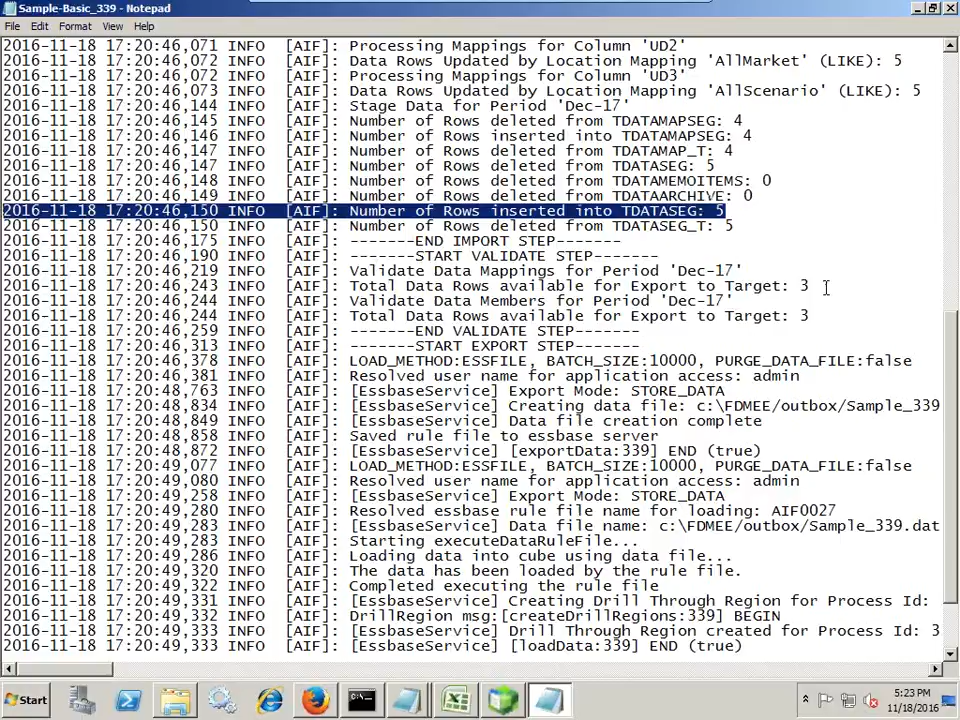 Sample-Basic_339 - Notepad
File Edit Format View Help
2016-11-18 17:20:46,071 INFO [AIF]: Processing Mappings for Column 'UD2'
2016-11-18 17:20:46,072 INFO [AIF]: Data Rows Updated by Location Mapping 'AllMarket' (LIKE): 5
2016-11-18 17:20:46,072 INFO [AIF]: Processing Mappings for Column 'UD3'
2016-11-18 17:20:46,073 INFO [AIF]: Data Rows Updated by Location Mapping 'AllScenario' (LIKE): 5
2016-11-18 17:20:46,144 INFO [AIF]: Stage Data for Period 'Dec-17'
2016-11-18 17:20:46,145 INFO [AIF]: Number of Rows deleted from TDATAMAPSEG: 4
2016-11-18 17:20:46,146 INFO [AIF]: Number of Rows inserted into TDATAMAPSEG: 4
2016-11-18 17:20:46,147 INFO [AIF]: Number of Rows deleted from TDATAMAP_T: 4
2016-11-18 17:20:46,147 INFO [AIF]: Number of Rows deleted from TDATASEG: 5
2016-11-18 17:20:46,148 INFO [AIF]: Number of Rows deleted from TDATAMEMOITEMS: 0
2016-11-18 17:20:46,149 INFO [AIF]: Number of Rows deleted from TDATAARCHIVE: 0
2016-11-18 17:20:46,150 INFO [AIF]: Number of Rows inserted into TDATASEG: 5
2016-11-18 17:20:46,150 INFO [AIF]: Number of Rows deleted from TDATASEG_T: 5
2016-11-18 17:20:46,175 INFO [AIF]: -------END IMPORT STEP-------
2016-11-18 17:20:46,190 INFO [AIF]: -------START VALIDATE STEP-------
2016-11-18 17:20:46,219 INFO [AIF]: Validate Data Mappings for Period 'Dec-17'
2016-11-18 17:20:46,243 INFO [AIF]: Total Data Rows available for Export to Target: 3
2016-11-18 17:20:46,244 INFO [AIF]: Validate Data Members for Period 'Dec-17'
2016-11-18 17:20:46,244 INFO [AIF]: Total Data Rows available for Export to Target: 3
2016-11-18 17:20:46,259 INFO [AIF]: -------END VALIDATE STEP-------
2016-11-18 17:20:46,313 INFO [AIF]: -------START EXPORT STEP-------
2016-11-18 17:20:46,378 INFO [AIF]: LOAD_METHOD:ESSFILE, BATCH_SIZE:10000, PURGE_DATA_FILE:false
2016-11-18 17:20:46,381 INFO [AIF]: Resolved user name for application access: admin
2016-11-18 17:20:48,763 INFO [AIF]: [EssbaseService] Export Mode: STORE_DATA
2016-11-18 17:20:48,834 INFO [AIF]: [EssbaseService] Creating data file: c:\FDMEE/outbox/Sample_339
2016-11-18 17:20:48,849 INFO [AIF]: [EssbaseService] Data file creation complete
2016-11-18 17:20:48,858 INFO [AIF]: Saved rule file to essbase server
2016-11-18 17:20:48,872 INFO [AIF]: [EssbaseService] [exportData:339] END (true)
2016-11-18 17:20:49,077 INFO [AIF]: LOAD_METHOD:ESSFILE, BATCH_SIZE:10000, PURGE_DATA_FILE:false
2016-11-18 17:20:49,080 INFO [AIF]: Resolved user name for application access: admin
2016-11-18 17:20:49,258 INFO [AIF]: [EssbaseService] Export Mode: STORE_DATA
2016-11-18 17:20:49,280 INFO [AIF]: Resolved essbase rule file name for loading: AIF0027
2016-11-18 17:20:49,283 INFO [AIF]: [EssbaseService] Data file name: c:\FDMEE/outbox/Sample_339.dat
2016-11-18 17:20:49,283 INFO [AIF]: Starting executeDataRuleFile...
2016-11-18 17:20:49,286 INFO [AIF]: Loading data into cube using data file...
2016-11-18 17:20:49,320 INFO [AIF]: The data has been loaded by the rule file.
2016-11-18 17:20:49,322 INFO [AIF]: Completed executing the rule file
2016-11-18 17:20:49,331 INFO [AIF]: [EssbaseService] Creating Drill Through Region for Process Id:
2016-11-18 17:20:49,332 INFO [AIF]: DrillRegion msg:[createDrillRegions:339] BEGIN
2016-11-18 17:20:49,333 INFO [AIF]: [EssbaseService] Drill Through Region created for Process Id: 3
2016-11-18 17:20:49,333 INFO [AIF]: [EssbaseService] [loadData:339] END (true)
Start
5:23 PM
11/18/2016